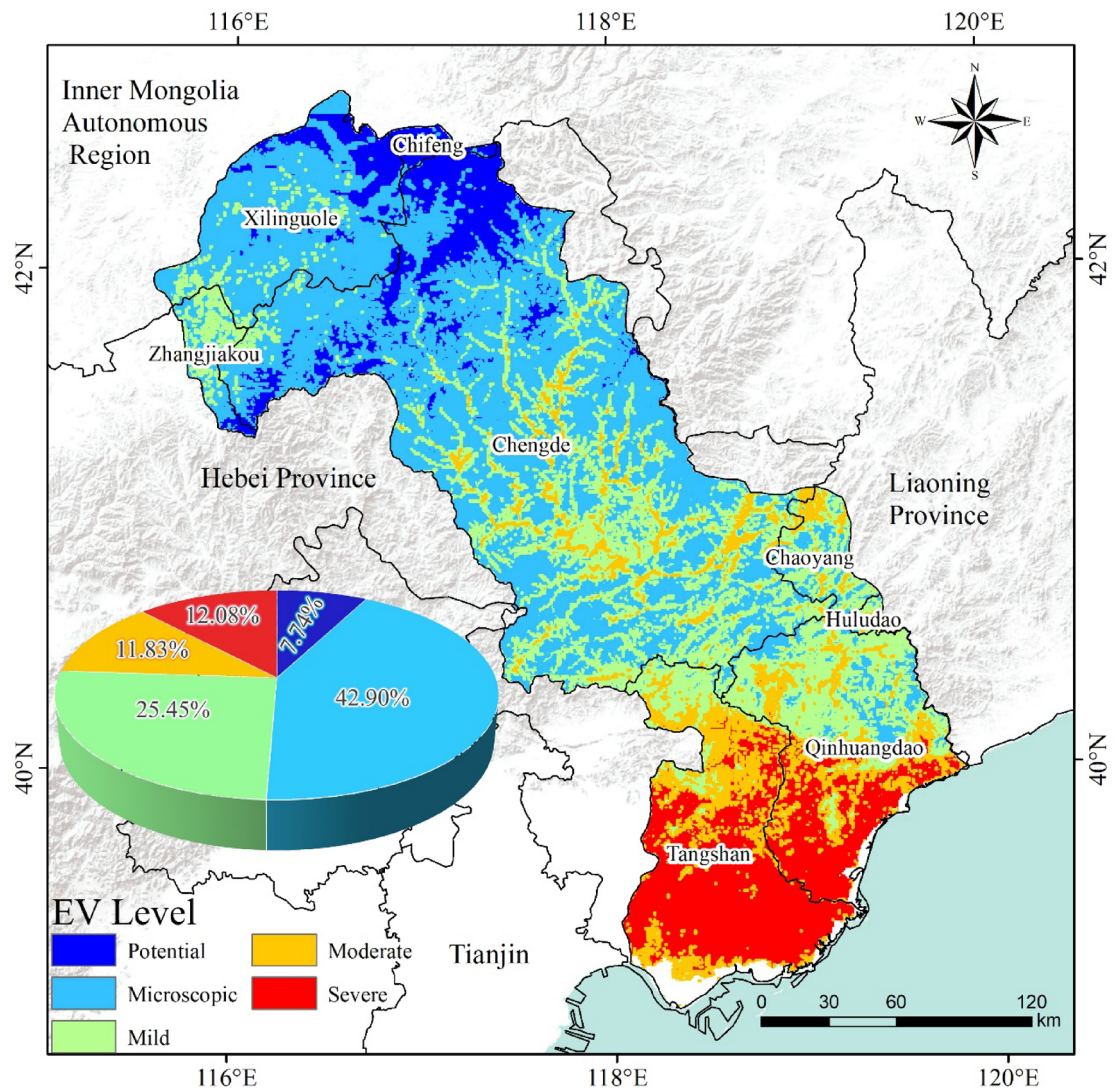 116°E
118°E
120°E
Inner Mongolia
Autonomous
Region
N
W
E
S
Chifeng
Xilinguole
42°N
42°N
Zhangjiakou
Chengde
Hebei Province
Liaoning
Province
Chaoyang
Huludao
12.08%
7.74%
11.83%
25.45%
42.90%
Qinhuangdao
40°N
40°N
Tangshan
EV Level
Potential
Moderate
Microscopic
Severe
Mild
Tianjin
0
30
60
120
km
116°E
118°E
120°E